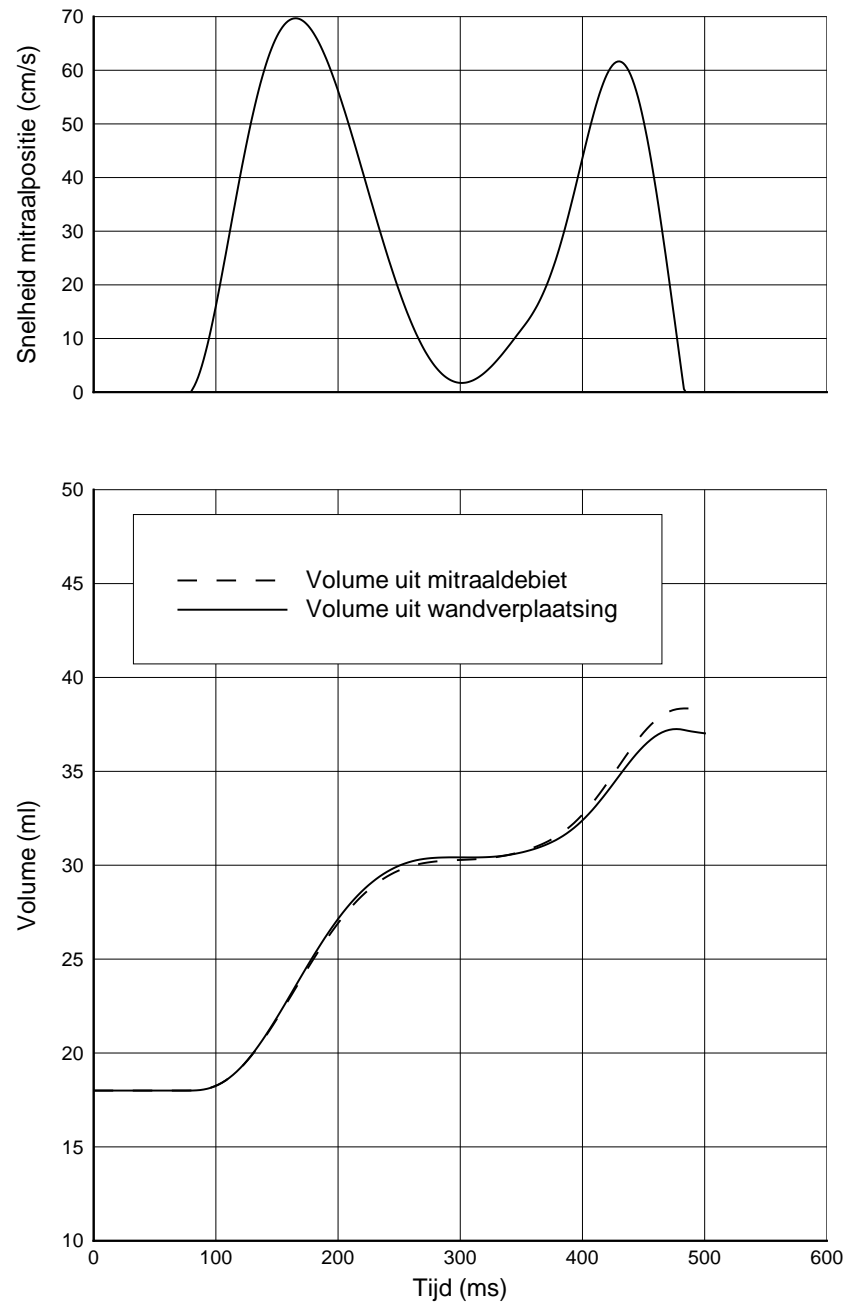 70
60
50
40
30
20
10
0
Snelheid mitraalpositie (cm/s)
50
45
40
35
30
25
20
15
10
Volume (ml)
Volume uit mitraaldebiet
Volume uit wandverplaatsing
0 100 200 300 400 500 600
Tijd (ms)